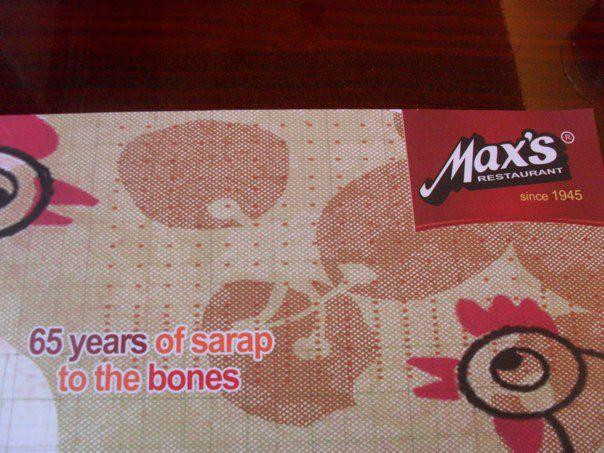 Max's ®
RESTAURANT
since 1945
65 years of sarap
to the bones